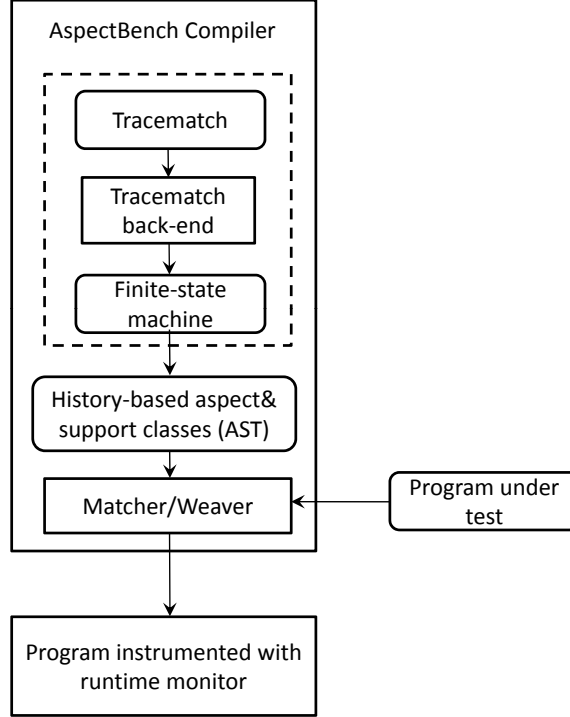 AspectBench Compiler
Tracematch
Tracematch
back-end
Finite-state
machine
History-based aspect&
support classes (AST)
Matcher/Weaver
Program under
test
Program instrumented with
runtime monitor